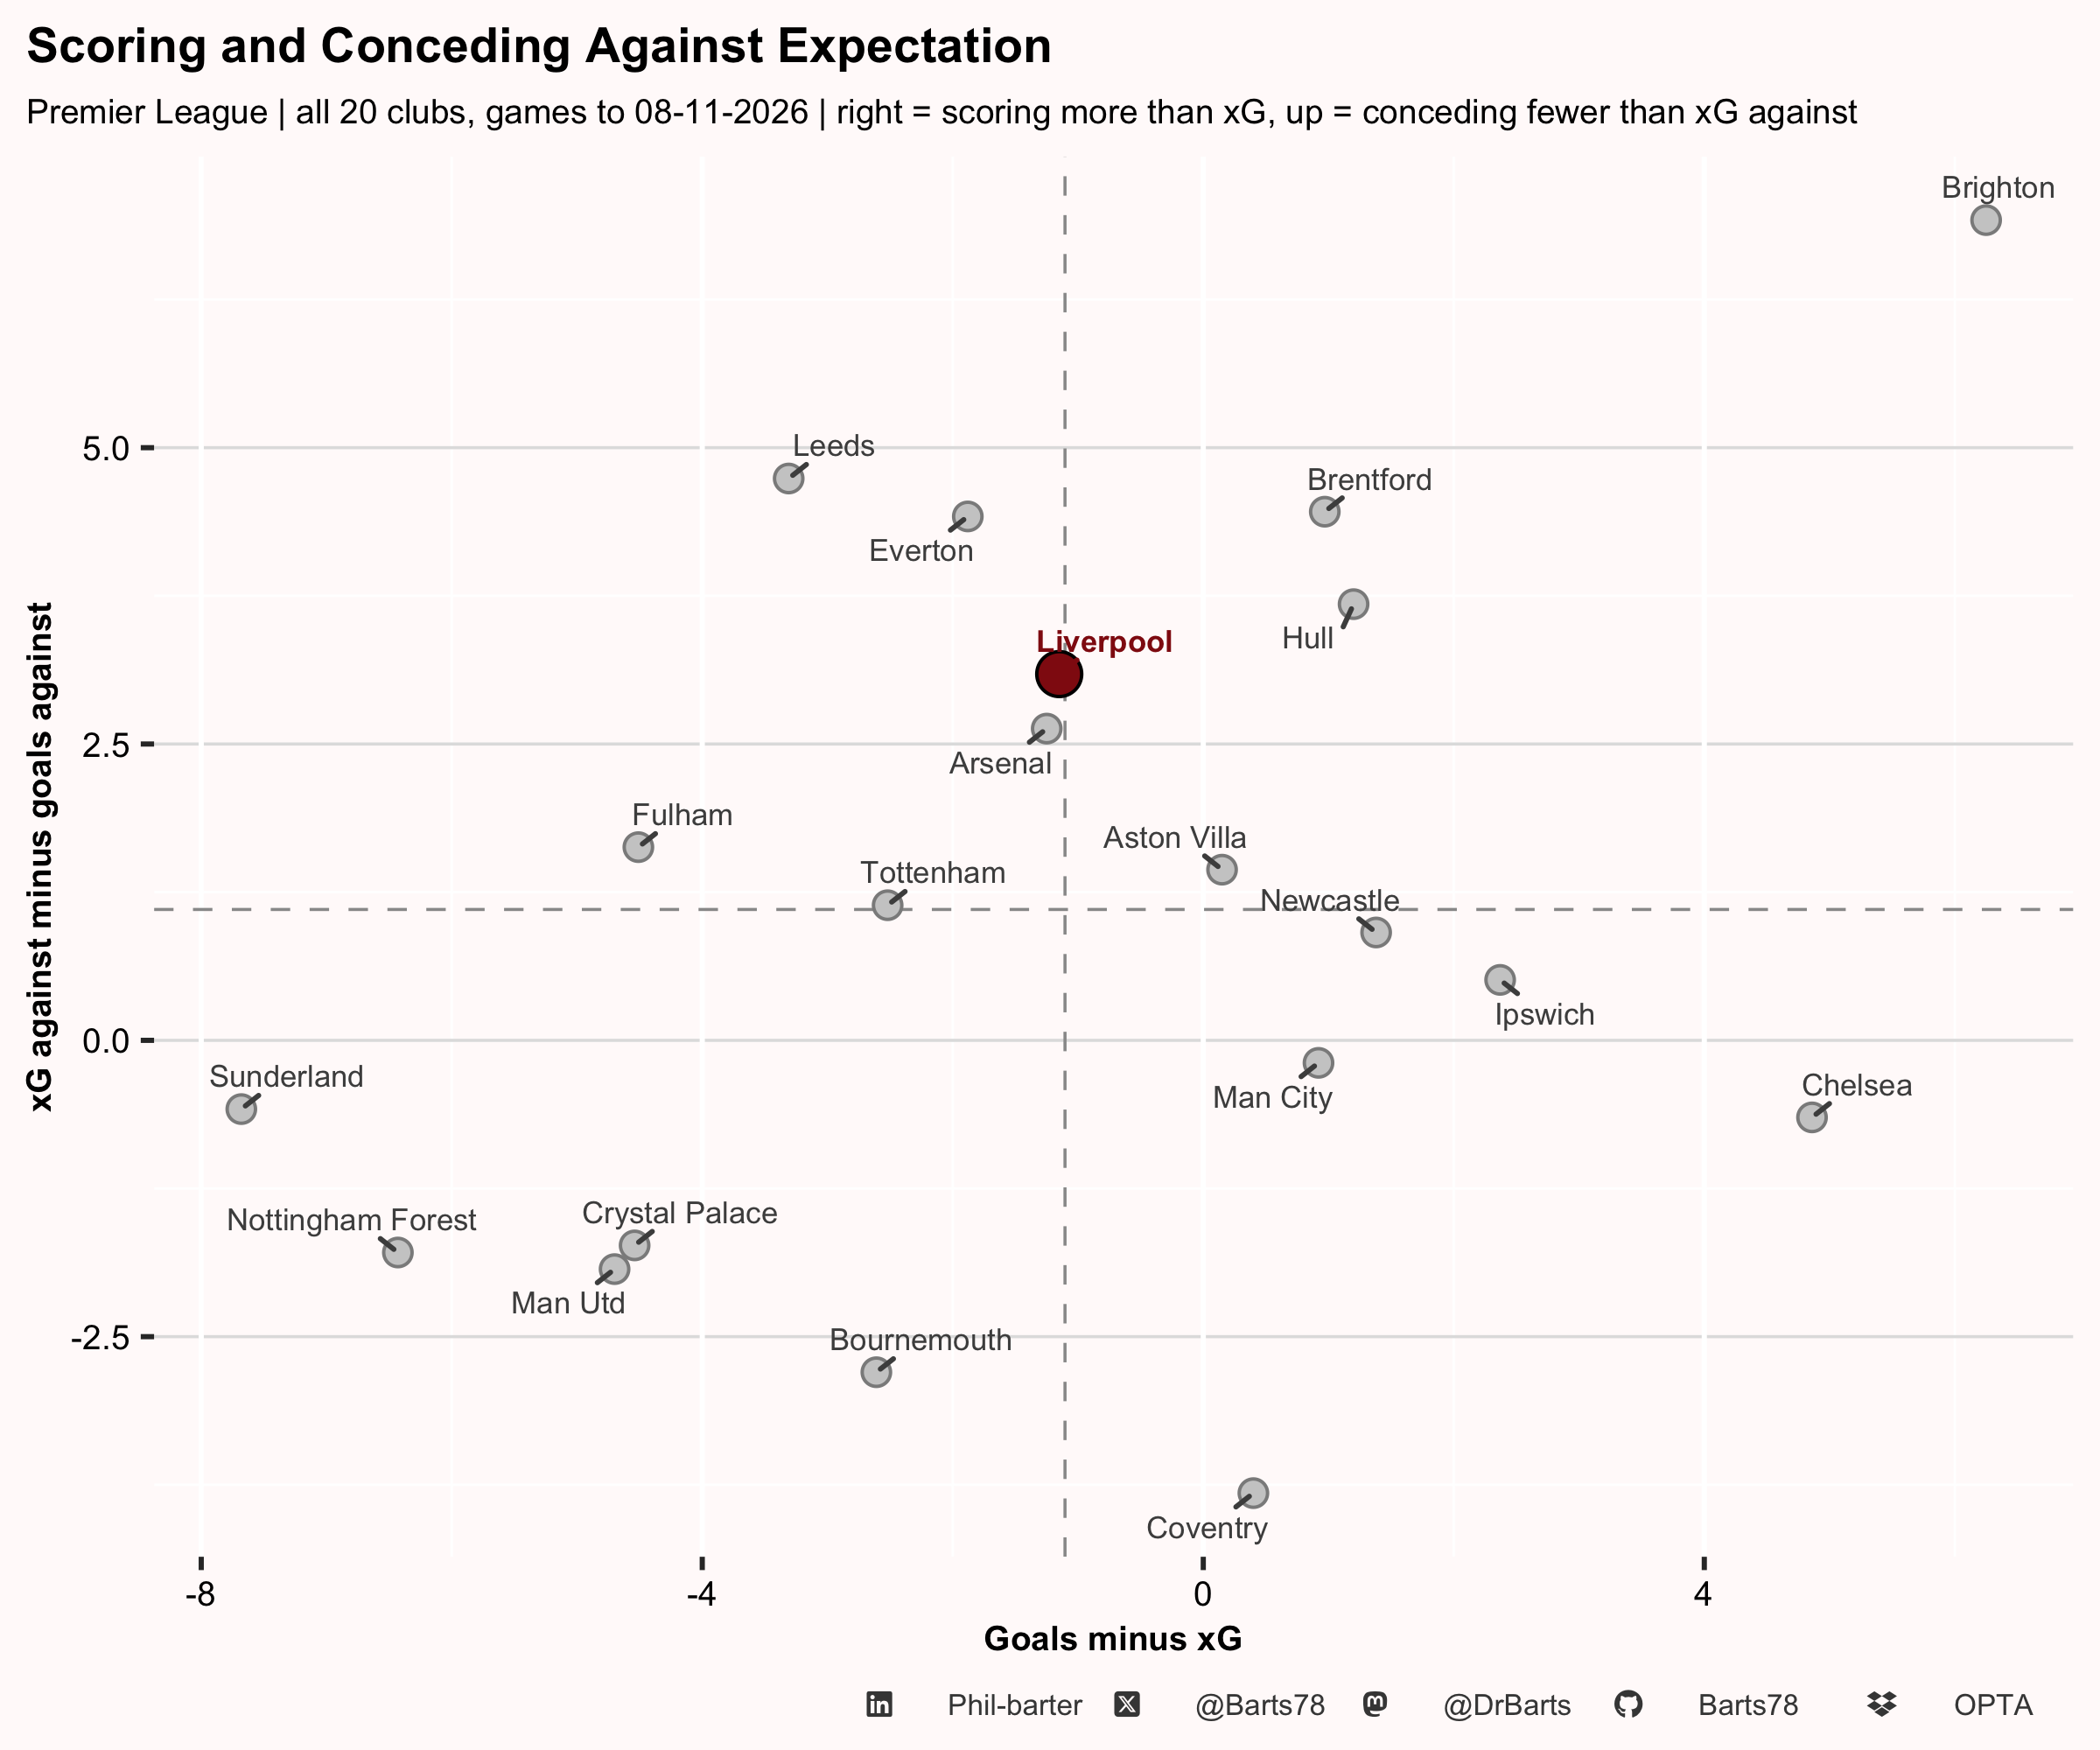 Scoring and Conceding Against Expectation
Premier League | all 20 clubs, games to 08-11-2026 | right = scoring more than xG, up = conceding fewer than xG against
Brighton
Leeds
5.0
Brentford
Everton
Hull
Liverpool
xG against minus goals against
2.5
Arsenal
Fulham
Aston Villa
Tottenham
Newcastle
Ipswich
0.0
Sunderland
Chelsea
Man City
Crystal Palace
Nottingham Forest
Man Utd
-2.5
Bournemouth
Coventry
-8 -4 0 4
Goals minus xG
Phil-barter @Barts78 @DrBarts Barts78 OPTA